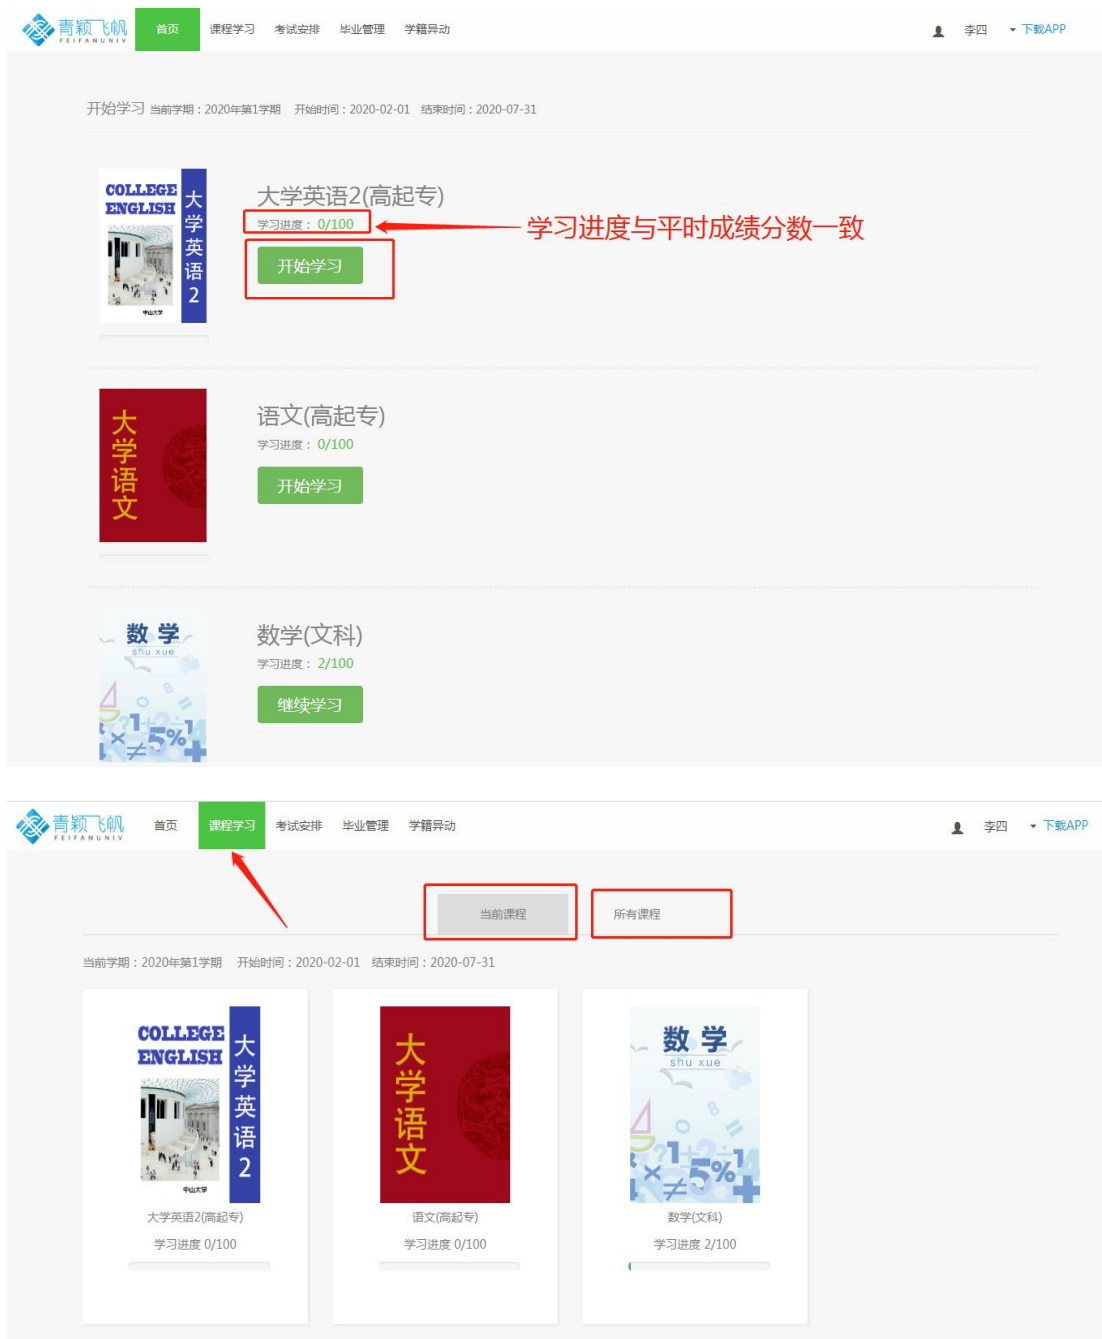 青颖飞帆 首页 课程学习 考试安排 毕业管理 学籍异动 李四 下载APP
FEIFANUNIV
开始学习 当前学期：2020年第1学期 开始时间：2020-02-01 结束时间：2020-07-31
COLLEGE
ENGLISH
大学英语2
中山大学
大学英语2(高起专)
学习进度： 0/100
学习进度与平时成绩分数一致
开始学习
大学语文
语文(高起专)
学习进度： 0/100
开始学习
数学
shu xue
数学(文科)
学习进度： 2/100
继续学习
青颖飞帆 首页 课程学习 考试安排 毕业管理 学籍异动 李四 下载APP
FEIFANUNIV
当前课程 所有课程
当前学期：2020年第1学期 开始时间：2020-02-01 结束时间：2020-07-31
COLLEGE
ENGLISH
大学英语2
中山大学
大学英语2(高起专)
学习进度 0/100
大学语文
语文(高起专)
学习进度 0/100
数学
shu xue
数学(文科)
学习进度 2/100